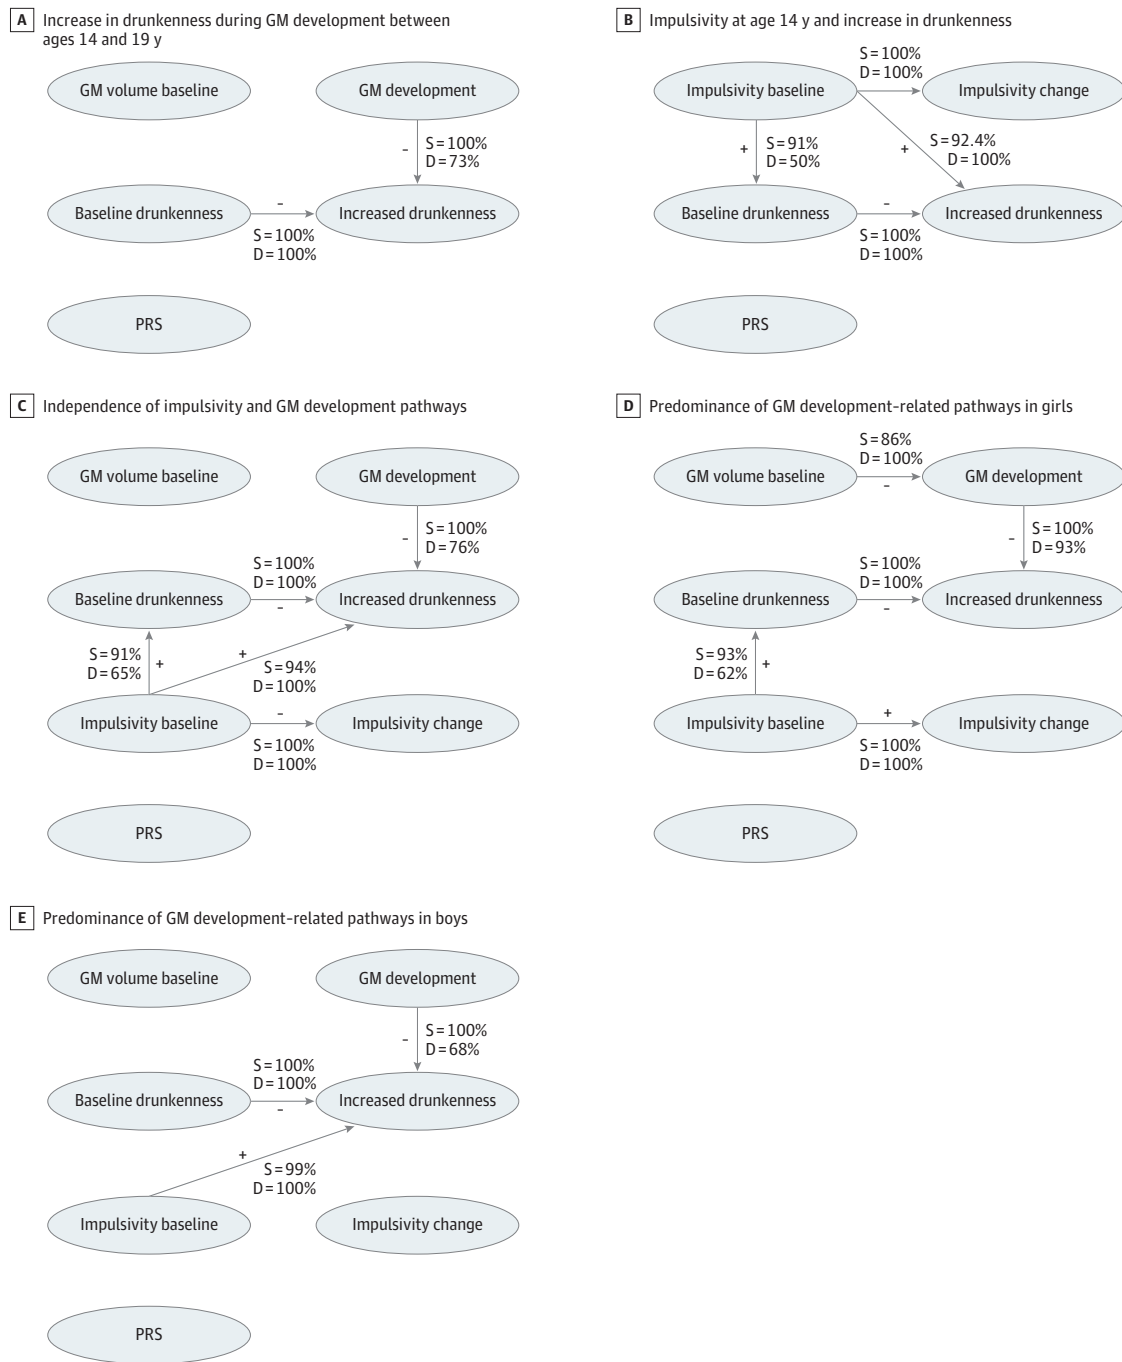 A Increase in drunkenness during GM development between
ages 14 and 19 y
GM volume baseline
GM development
-
S=100%
D=73%
Baseline drunkenness
-
S=100%
D=100%
Increased drunkenness
PRS
B Impulsivity at age 14 y and increase in drunkenness
S=100%
D=100%
Impulsivity baseline
Impulsivity change
+
S=91%
D=50%
+
S=92.4%
D=100%
Baseline drunkenness
-
S=100%
D=100%
Increased drunkenness
PRS
C Independence of impulsivity and GM development pathways
GM volume baseline
GM development
-
S=100%
D=76%
S=100%
D=100%
-
Baseline drunkenness
Increased drunkenness
S=91%
D=65%
+
+
S=94%
D=100%
Impulsivity baseline
-
S=100%
D=100%
Impulsivity change
PRS
D Predominance of GM development-related pathways in girls
S=86%
D=100%
-
GM volume baseline
GM development
-
S=100%
D=93%
S=100%
D=100%
-
Baseline drunkenness
Increased drunkenness
S=93%
D=62%
+
Impulsivity baseline
+
S=100%
D=100%
Impulsivity change
PRS
E Predominance of GM development-related pathways in boys
GM volume baseline
GM development
-
S=100%
D=68%
S=100%
D=100%
-
Baseline drunkenness
Increased drunkenness
+
S=99%
D=100%
Impulsivity baseline
Impulsivity change
PRS